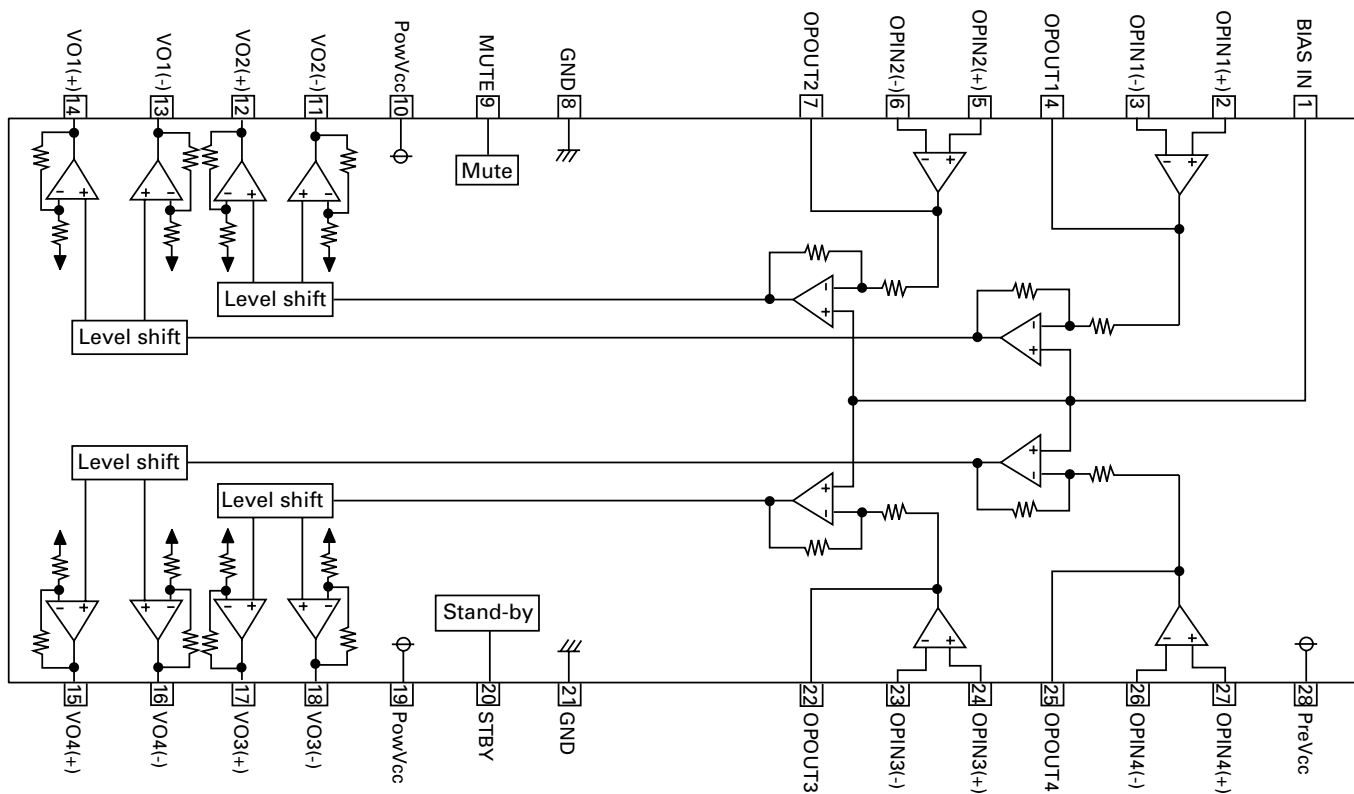 VO1(+)
VO1(-)
VO2(+)
VO2(-)
PowVcc
MUTE
GND
OPOUT2
OPIN2(-)
OPIN2(+)
OPOUT1
OPIN1(-)
OPIN1(+)
BIAS IN
14
13
12
11
10
9
8
7
6
5
4
3
2
1
Mute
- +
+ -
- +
+ -
- +
- +
Level shift
-
+
Level shift
-
+
Level shift
+
-
Level shift
+
-
Stand-by
- +
+ -
- +
+ -
- +
- +
15
16
17
18
19
20
21
22
23
24
25
26
27
28
VO4(+)
VO4(-)
VO3(+)
VO3(-)
PowVcc
STBY
GND
OPOUT3
OPIN3(-)
OPIN3(+)
OPOUT4
OPIN4(-)
OPIN4(+)
PreVcc